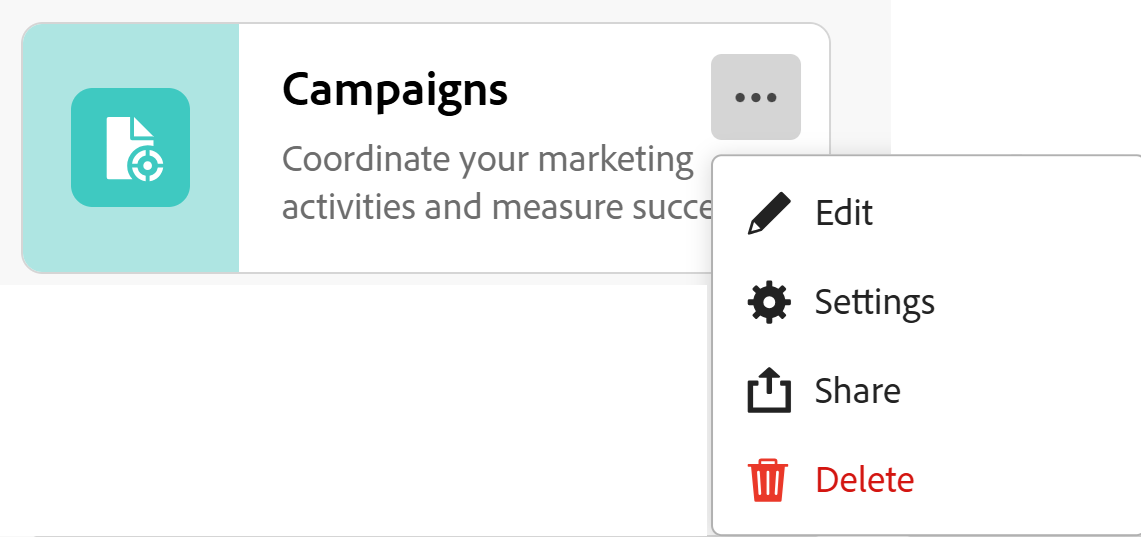 Campaigns
Coordinate your marketing
activities and measure succe
Edit
Settings
Share
Delete